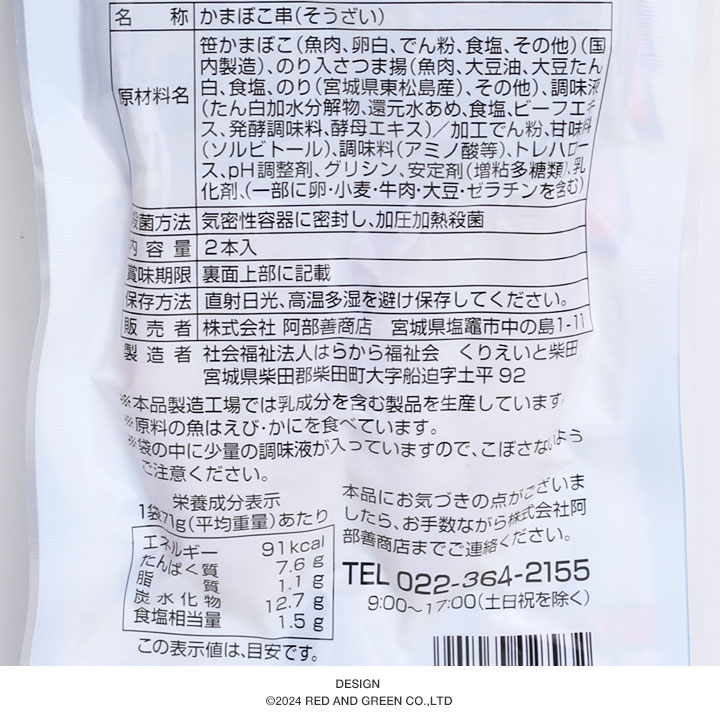 名 称 かまぼこ串(そうざい)
原材料名 笹かまぼこ(魚肉、卵白、でん粉、食塩、その他)(国
内製造)、のり入さつま揚(魚肉、大豆油、大豆たん
白、食塩、のり(宮城県東松島産)、その他)、調味液
(たん白加水分解物、還元水あめ、食塩、ビーフエキ
ス、発酵調味料、酵母エキス)／加工でん粉、甘味料
(ソルビトール)、調味料(アミノ酸等)、トレハロー
ス、pH調整剤、グリシン、安定剤(増粘多糖類)、乳
化剤、(一部に卵・小麦・牛肉・大豆・ゼラチンを含む)
殺菌方法 気密性容器に密封し、加圧加熱殺菌
内容量 2本入
賞味期限 裏面上部に記載
保存方法 直射日光、高温多湿を避け保存してください。
販売者 株式会社 阿部善商店 宮城県塩竈市中の島1-11
製造者 社会福祉法人はらから福祉会 くりえいと柴田
宮城県柴田郡柴田町大字船迫字土平92
※本品製造工場では乳成分を含む製品を生産しています。
※原料の魚はえび・かにを食べています。
※袋の中に少量の調味液が入っていますので、こぼさないよう
ご注意ください。
栄養成分表示
1袋71g(平均重量)あたり
エネルギー 91kcal
たんぱく質 7.6g
脂質 1.1g
炭水化物 12.7g
食塩相当量 1.5g
この表示値は、目安です。
本品にお気づきの点がございま
したら、お手数ながら株式会社阿
部善商店までご連絡ください。
TEL 022-364-2155
9:00～17:00(土日祝を除く)
DESIGN
©2024 RED AND GREEN CO.,LTD